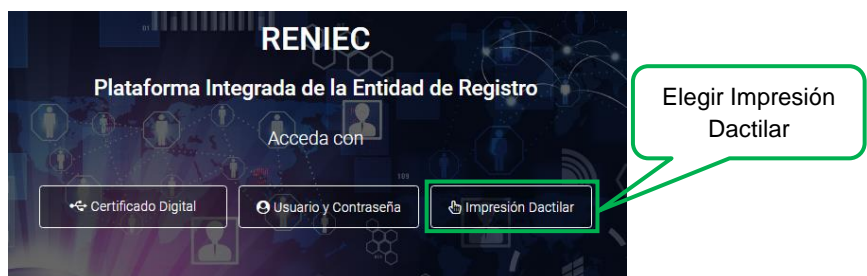 RENIEC
Plataforma Integrada de la Entidad de Registro
Acceda con
Certificado Digital
Usuario y Contraseña
Impresión Dactilar
Elegir Impresión
Dactilar